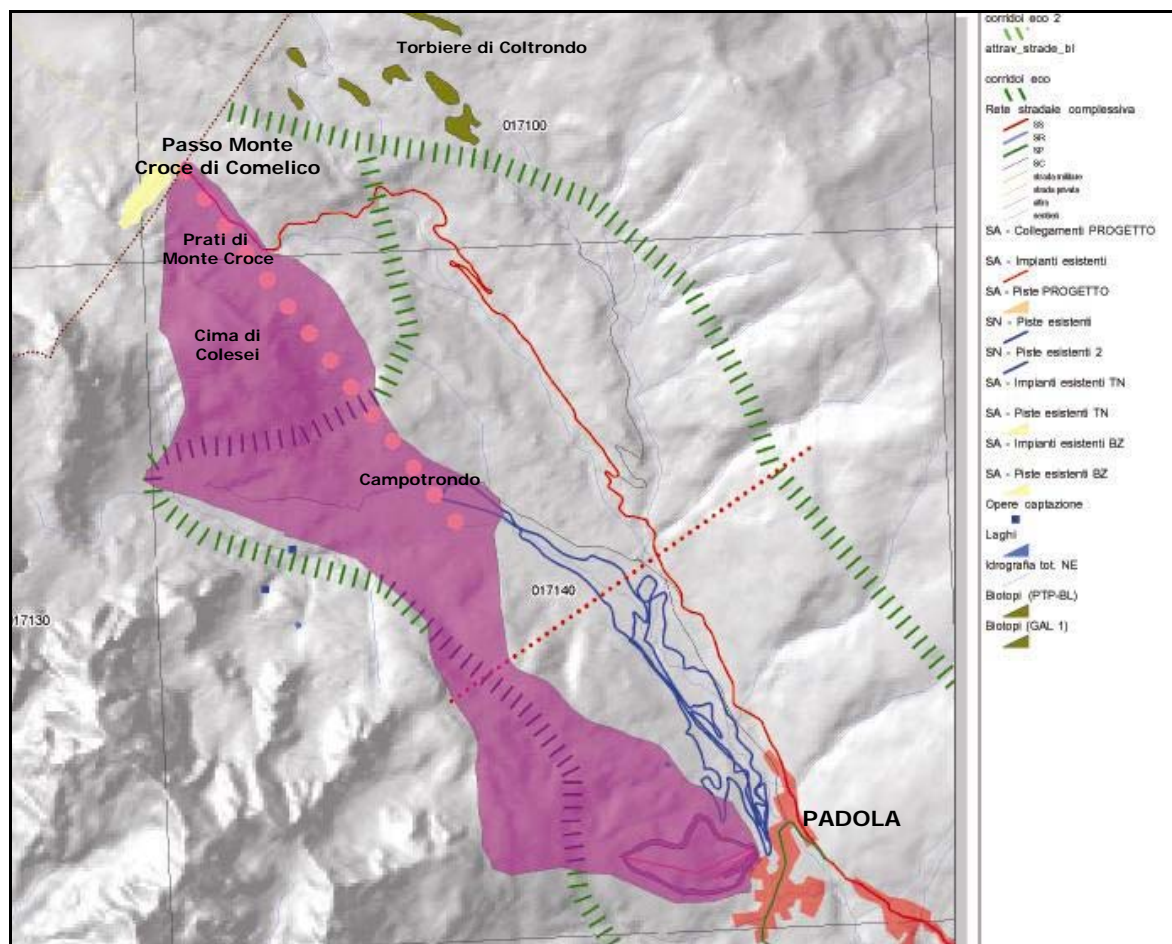 Torbiere di Coltrondo
017100
Passo Monte
Croce di Comelico
Prati di
Monte Croce
Cima di
Colesei
Campotrondo
017140
17130
PADOLA
corridoi eco 2
attrav_strade_bl
corridoi eco
Rete stradale complessiva
SS
SR
SP
SC
strada militare
strada privata
altro
sentieri
SA - Collegamenti PROGETTO
SA - Impianti esistenti
SA - Piste PROGETTO
SN - Piste esistenti
SN - Piste esistenti 2
SA - Impianti esistenti TN
SA - Piste esistenti TN
SA - Impianti esistenti BZ
SA - Piste esistenti BZ
Opere captazione
Laghi
Idrografia tot. NE
Biotopi (PTP-BL)
Biotopi (GAL 1)